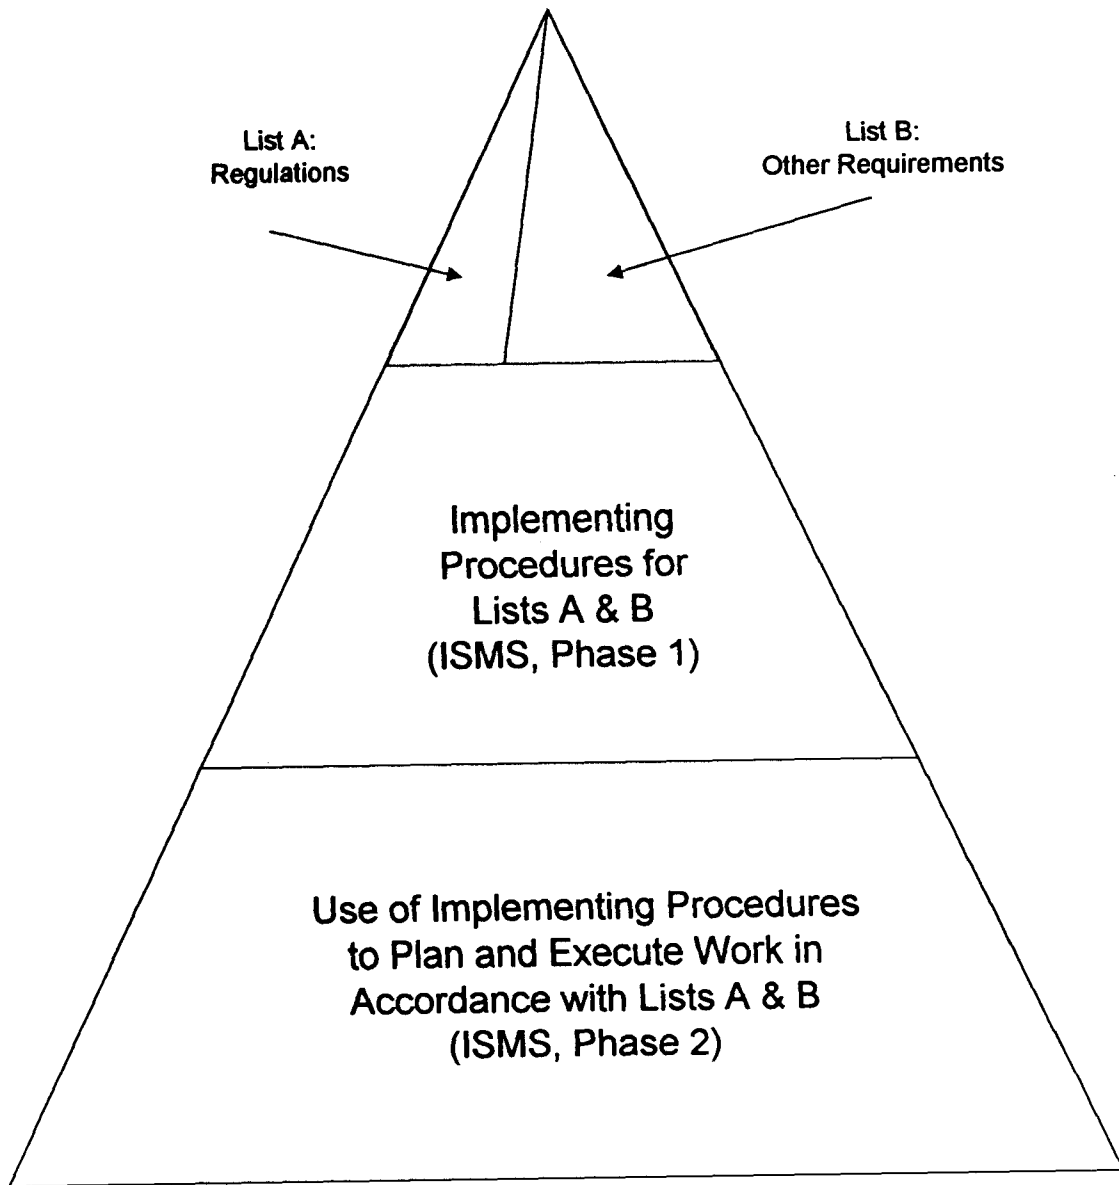 List A:
Regulations
List B:
Other Requirements
Implementing
Procedures for
Lists A & B
(ISMS, Phase 1)
Use of Implementing Procedures
to Plan and Execute Work in
Accordance with Lists A & B
(ISMS, Phase 2)